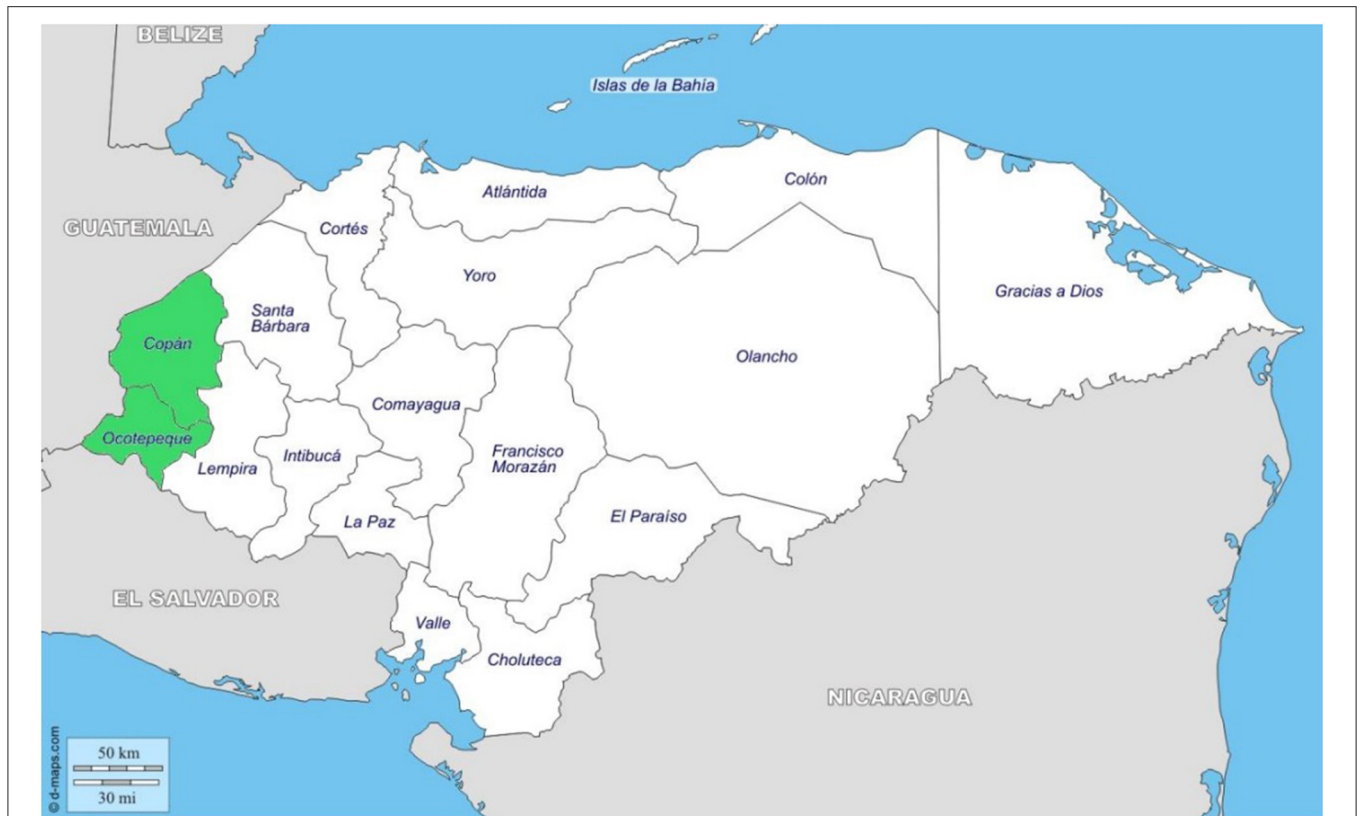 BELIZE
Islas de la Bahía
Colón
Atlántida
GUATEMALA
Cortés
Yoro
Gracias a Dios
Santa
Bárbara
Copán
Olancho
Comayagua
Ocotepeque
Francisco
Morazán
Intibucá
Lempira
El Paraíso
La Paz
EL SALVADOR
Valle
Choluteca
NICARAGUA
50 km
30 mi
© d-maps.com